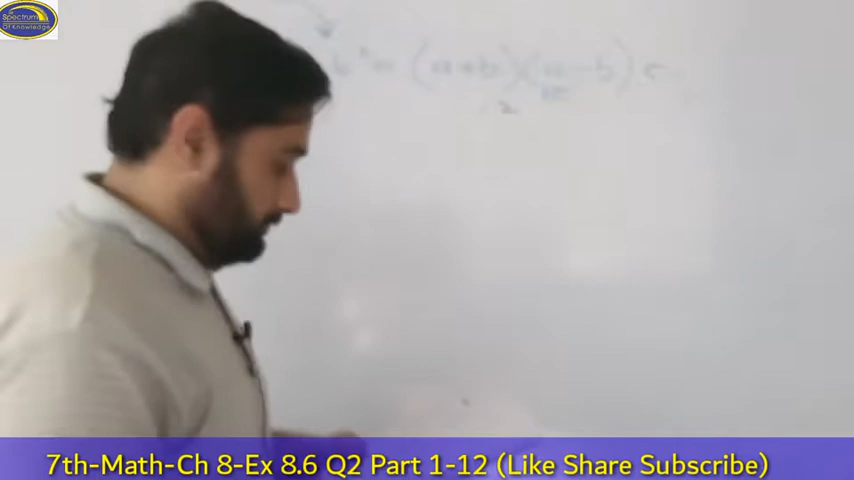 Spectrum
Of Knowledge
= (a+b)(a-b)
7th-Math-Ch 8-Ex 8.6 Q2 Part 1-12 (Like Share Subscribe)